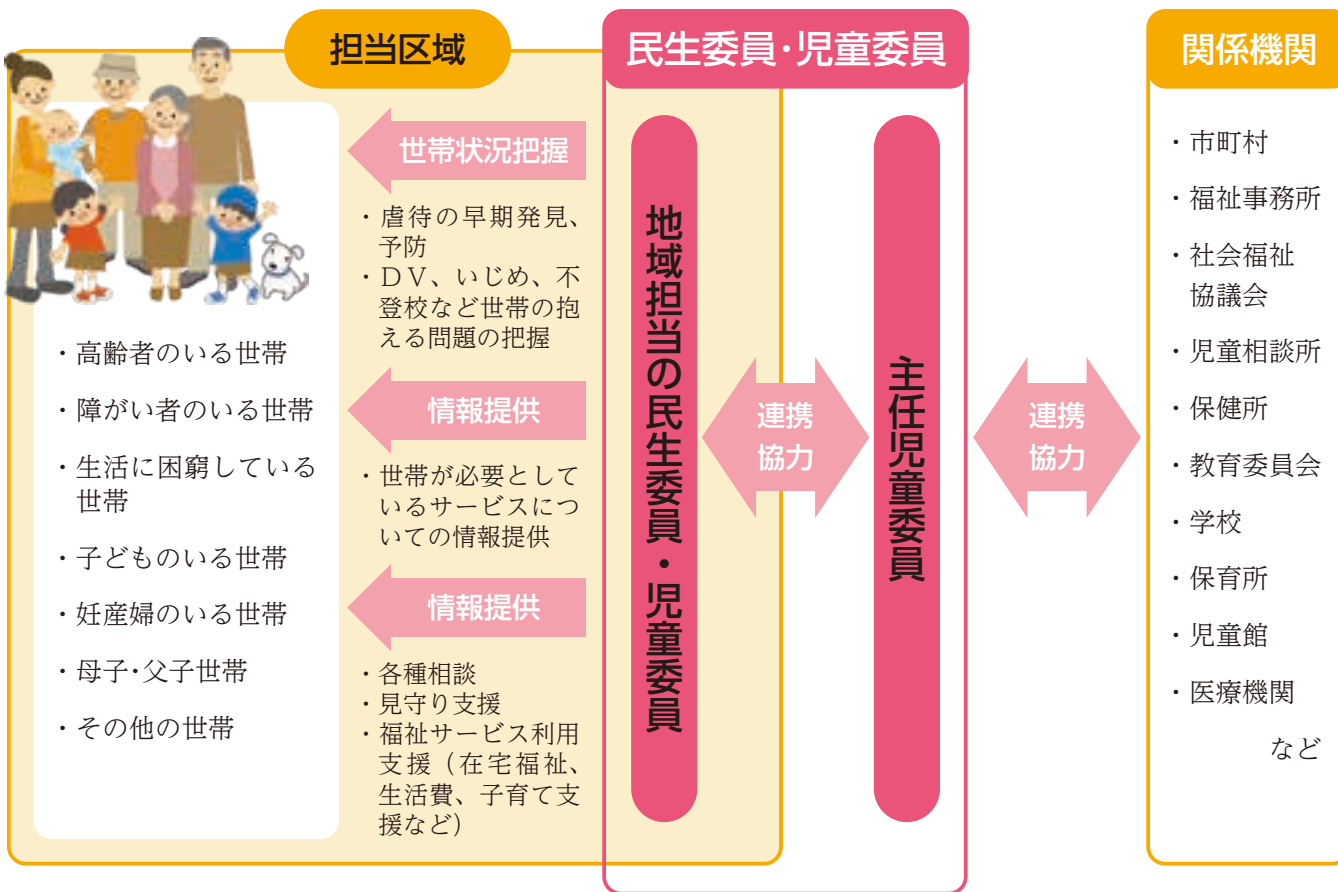 担当区域
・高齢者のいる世帯
・障がい者のいる世帯
・生活に困窮している
世帯
・子どものいる世帯
・妊産婦のいる世帯
・母子・父子世帯
・その他の世帯
世帯状況把握
・虐待の早期発見、
予防
・ＤＶ、いじめ、不
登校など世帯の抱
える問題の把握
情報提供
・世帯が必要として
いるサービスにつ
いての情報提供
情報提供
・各種相談
・見守り支援
・福祉サービス利用
支援（在宅福祉、
生活費、子育て支
援など）
民生委員・児童委員
地域担当の民生委員・児童委員
連携
協力
主任児童委員
連携
協力
関係機関
・市町村
・福祉事務所
・社会福祉
協議会
・児童相談所
・保健所
・教育委員会
・学校
・保育所
・児童館
・医療機関
など